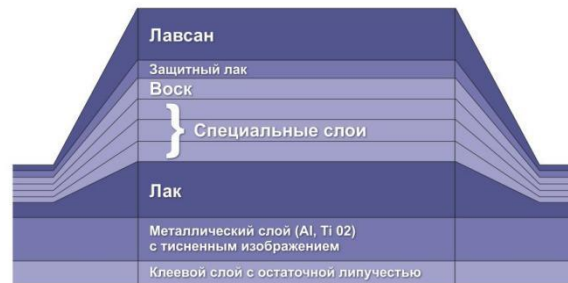 Лавсан
Защитный лак
Воск
Специальные слои
Лак
Металлический слой (Al, Ti 02)
с тисненным изображением
Клеевой слой с остаточной липучестью